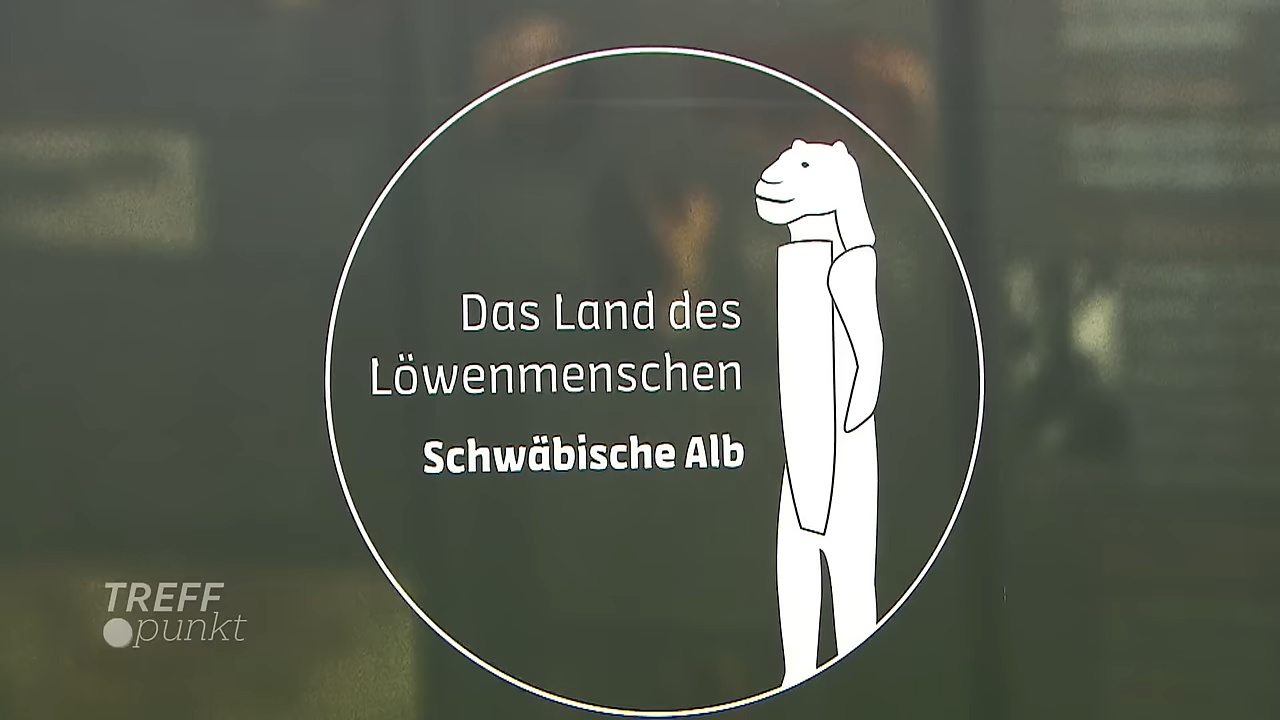 Das Land des
Löwenmenschen
Schwäbische Alb
TREFF
punkt